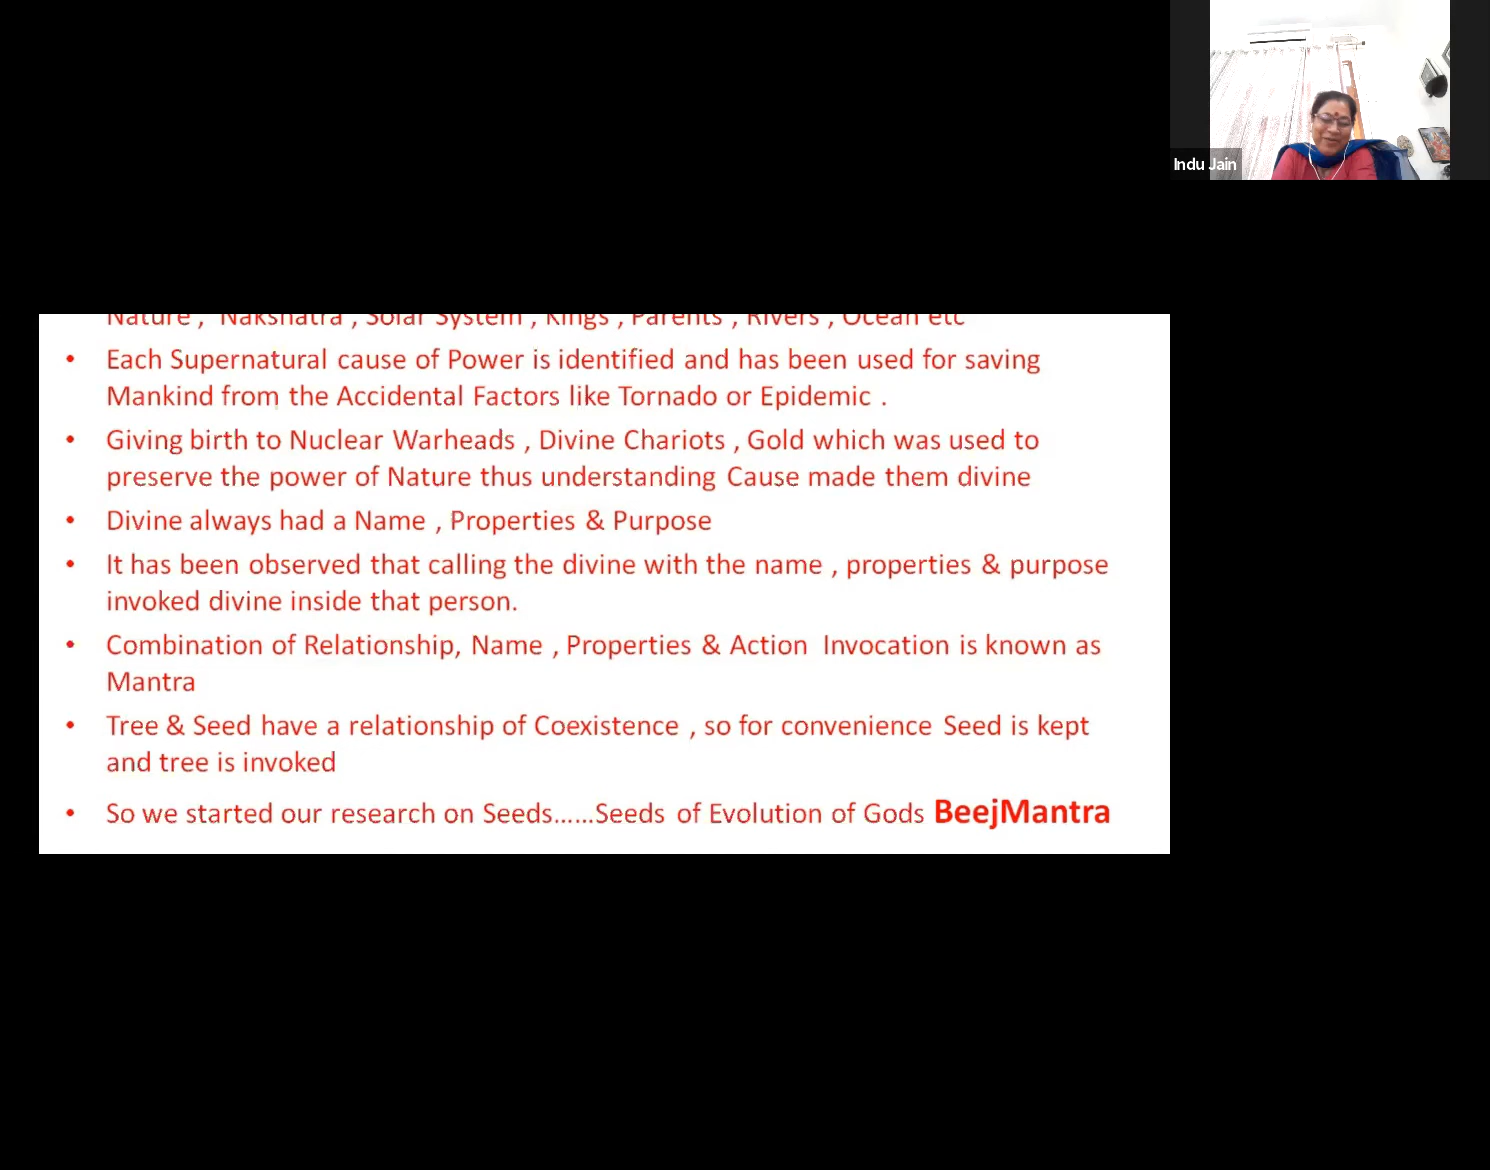 Indu Jain
Nature , Nakshatra , Solar System , Kings , Parents , Rivers , Ocean etc
• Each Supernatural cause of Power is identified and has been used for saving
Mankind from the Accidental Factors like Tornado or Epidemic .
• Giving birth to Nuclear Warheads , Divine Chariots , Gold which was used to
preserve the power of Nature thus understanding Cause made them divine
• Divine always had a Name , Properties & Purpose
• It has been observed that calling the divine with the name , properties & purpose
invoked divine inside that person.
• Combination of Relationship, Name , Properties & Action Invocation is known as
Mantra
• Tree & Seed have a relationship of Coexistence , so for convenience Seed is kept
and tree is invoked
• So we started our research on Seeds......Seeds of Evolution of Gods BeejMantra